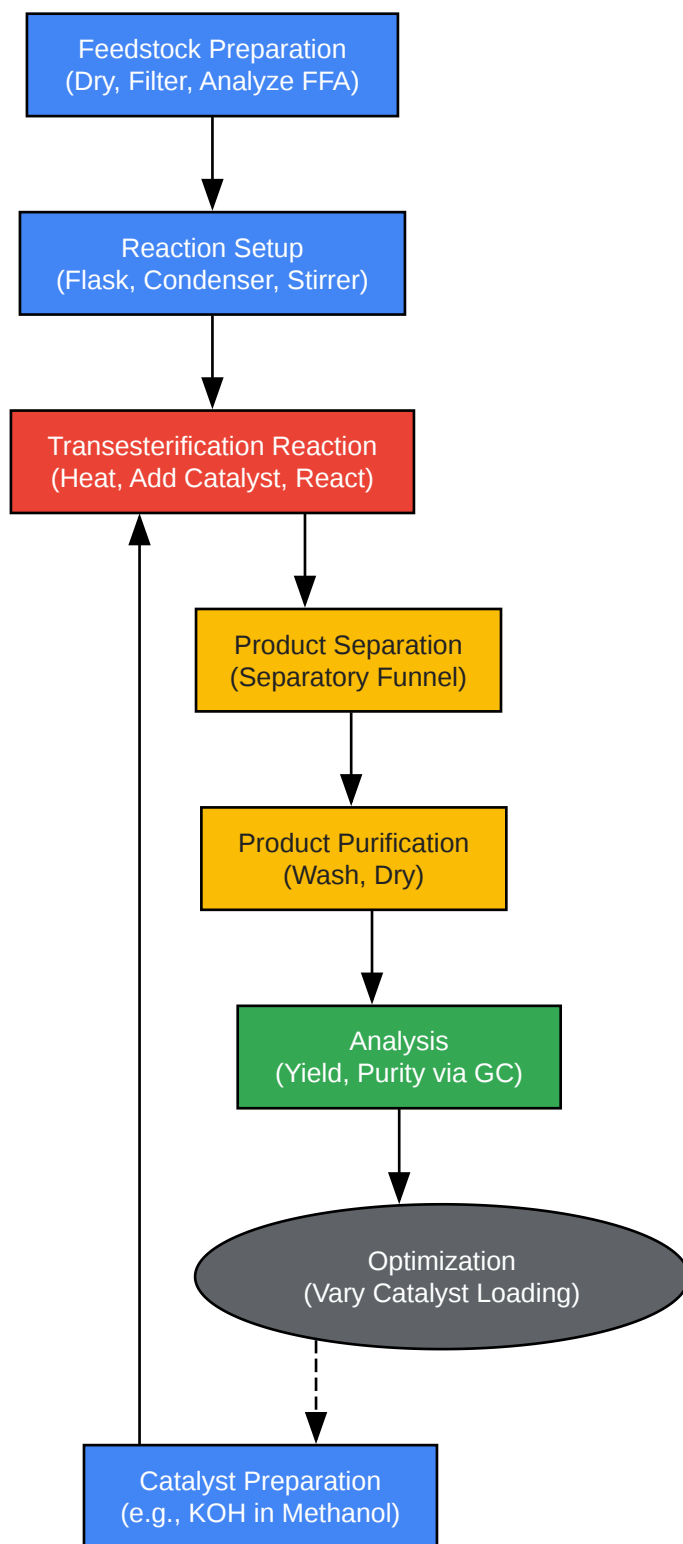 Feedstock Preparation
(Dry, Filter, Analyze FFA)
Reaction Setup
(Flask, Condenser, Stirrer)
Transesterification Reaction
(Heat, Add Catalyst, React)
Product Separation
(Separatory Funnel)
Product Purification
(Wash, Dry)
Analysis
(Yield, Purity via GC)
Optimization
(Vary Catalyst Loading)
Catalyst Preparation
(e.g., KOH in Methanol)